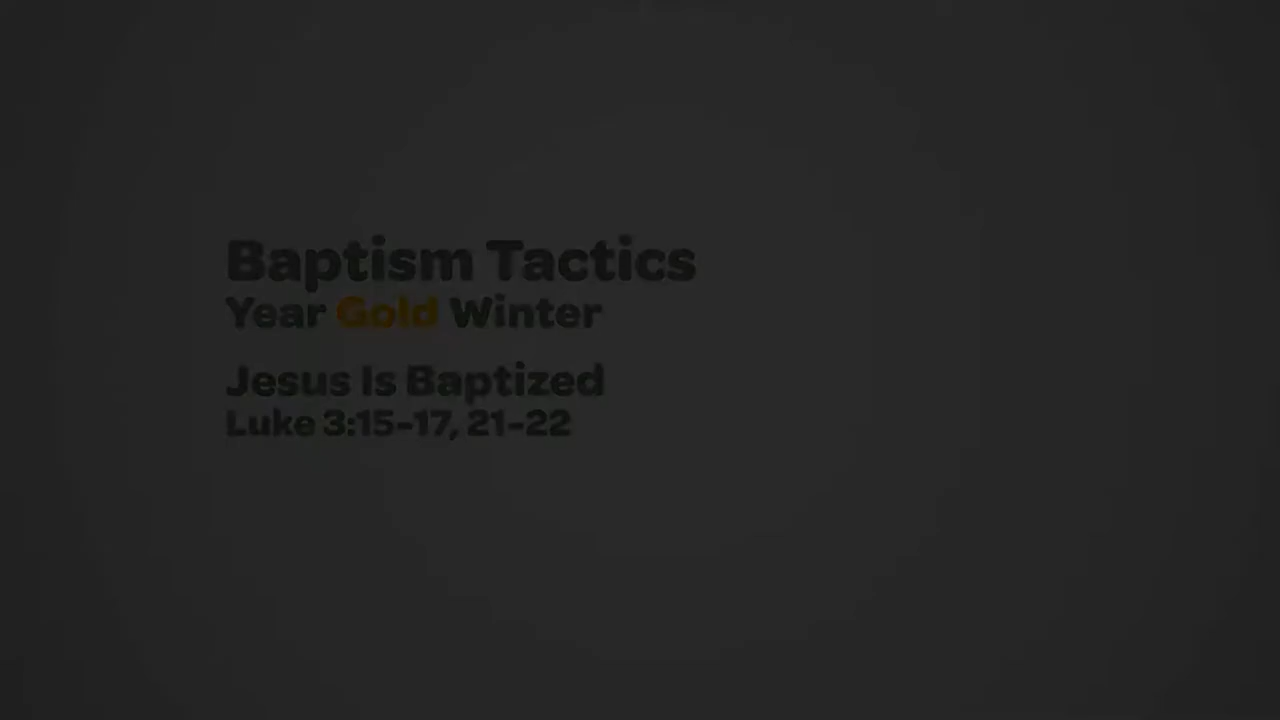 Baptism Tactics
Year Gold Winter
Jesus Is Baptized
Luke 3:15–17, 21–22